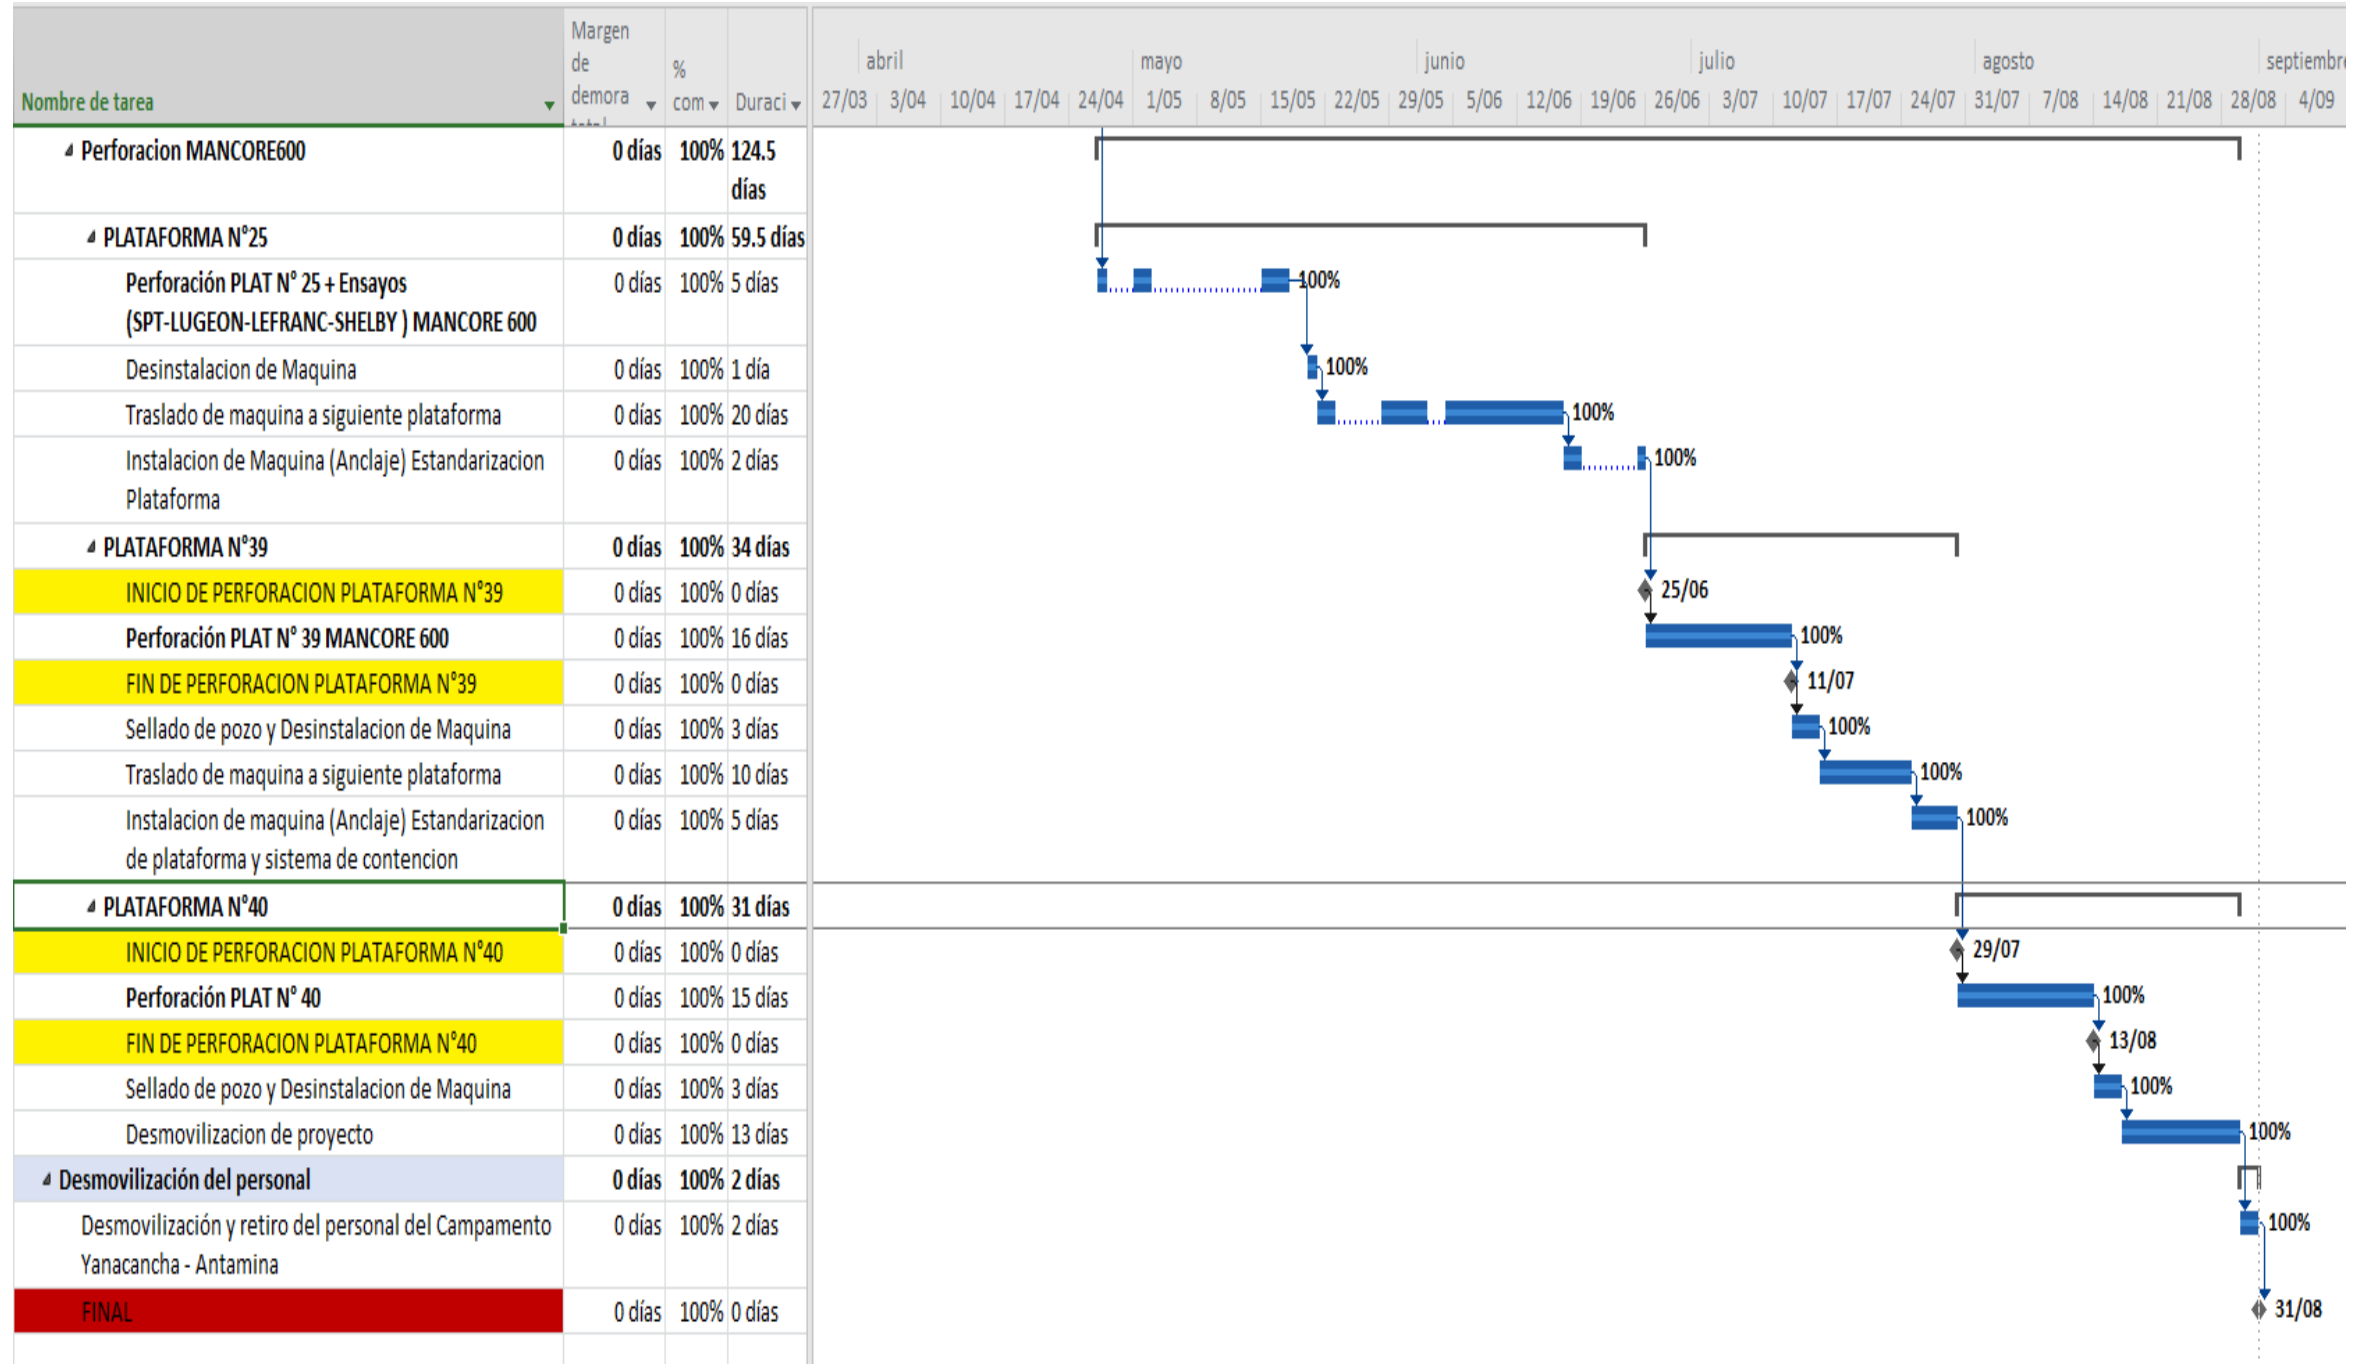 Margen
de
demora
total
%
com
Duraci
Nombre de tarea
abril mayo junio julio agosto septiembre
27/03 3/04 10/04 17/04 24/04 1/05 8/05 15/05 22/05 29/05 5/06 12/06 19/06 26/06 3/07 10/07 17/07 24/07 31/07 7/08 14/08 21/08 28/08 4/09
Perforacion MANCORE600 0 días 100% 124.5
días
PLATAFORMA N°25 0 días 100% 59.5 días
Perforación PLAT N° 25 + Ensayos 0 días 100% 5 días 100%
(SPT-LUGEON-LEFRANC-SHELBY ) MANCORE 600
Desinstalacion de Maquina 0 días 100% 1 día 100%
Traslado de maquina a siguiente plataforma 0 días 100% 20 días 100%
Instalacion de Maquina (Anclaje) Estandarizacion 0 días 100% 2 días 100%
Plataforma
PLATAFORMA N°39 0 días 100% 34 días
INICIO DE PERFORACION PLATAFORMA N°39 0 días 100% 0 días 25/06
Perforación PLAT N° 39 MANCORE 600 0 días 100% 16 días 100%
FIN DE PERFORACION PLATAFORMA N°39 0 días 100% 0 días 11/07
Sellado de pozo y Desinstalacion de Maquina 0 días 100% 3 días 100%
Traslado de maquina a siguiente plataforma 0 días 100% 10 días 100%
Instalacion de maquina (Anclaje) Estandarizacion 0 días 100% 5 días 100%
de plataforma y sistema de contencion
PLATAFORMA N°40 0 días 100% 31 días
INICIO DE PERFORACION PLATAFORMA N°40 0 días 100% 0 días 29/07
Perforación PLAT N° 40 0 días 100% 15 días 100%
FIN DE PERFORACION PLATAFORMA N°40 0 días 100% 0 días 13/08
Sellado de pozo y Desinstalacion de Maquina 0 días 100% 3 días 100%
Desmovilizacion de proyecto 0 días 100% 13 días 100%
Desmovilización del personal 0 días 100% 2 días
Desmovilización y retiro del personal del Campamento 0 días 100% 2 días 100%
Yanacancha - Antamina
FINAL 0 días 100% 0 días 31/08